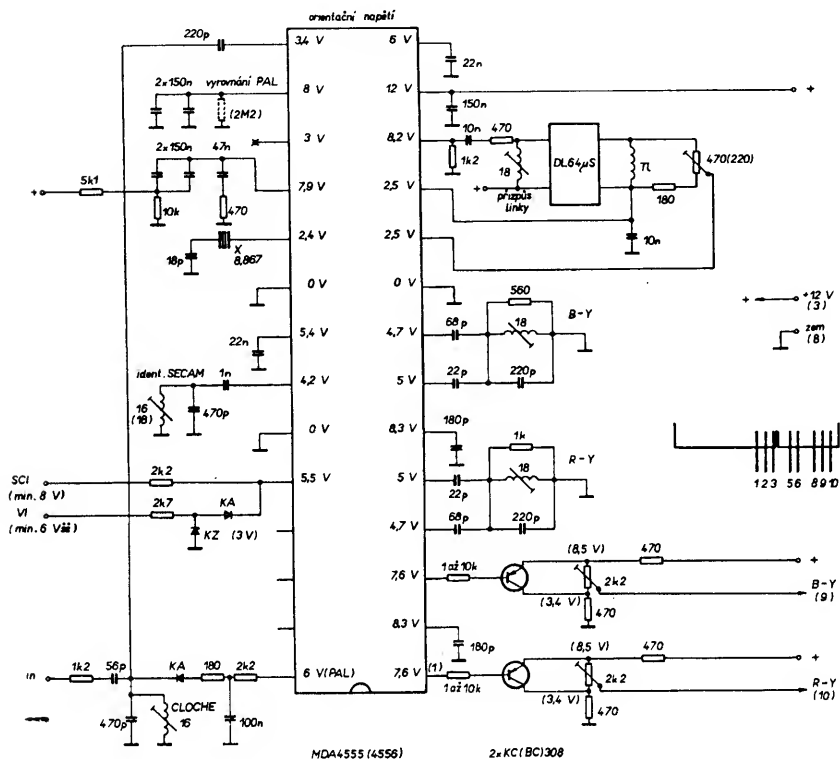 orientační napětí
220p
3,4 V
6 V
22n
2x150n
vyrovnání PAL
8 V
12 V
(2M2)
150n
+
3 V
8,2 V
10n
470
DL64µS
TL
470(220)
1k2
18
180
+
přizpůs
linky
2x150n
47n
5k1
+
7,9 V
2,5 V
10k
470
10n
2,4 V
2,5 V
18p
X
8,867
0 V
0 V
560
+
+12 V
(3)
5,4 V
4,7 V
68p
18
B-Y
zem
(8)
22n
ident. SECAM
1n
4,2 V
5 V
22p
220p
16
(18)
470p
0 V
8,3 V
180p
1k
R-Y
SCI
(min. 8 V)
2k2
5,5 V
5 V
22p
18
1 2 3 5 6 8 9 10
VI
(min. 6 Všš)
2k7
KA
KZ
(3 V)
4,7 V
68p
220p
7,6 V
1 až 10k
(8,5 V)
470
+
2k2
B-Y
(9)
(3,4 V)
470
8,3 V
180p
in
1k2
56p
KA
180
2k2
6 V (PAL)
7,6 V
(1)
1 až 10k
(8,5 V)
470
+
2k2
R-Y
(10)
(3,4 V)
470
470p
CLOCHE
16
100n
MDA4555 (4556)
2xKC(BC)308